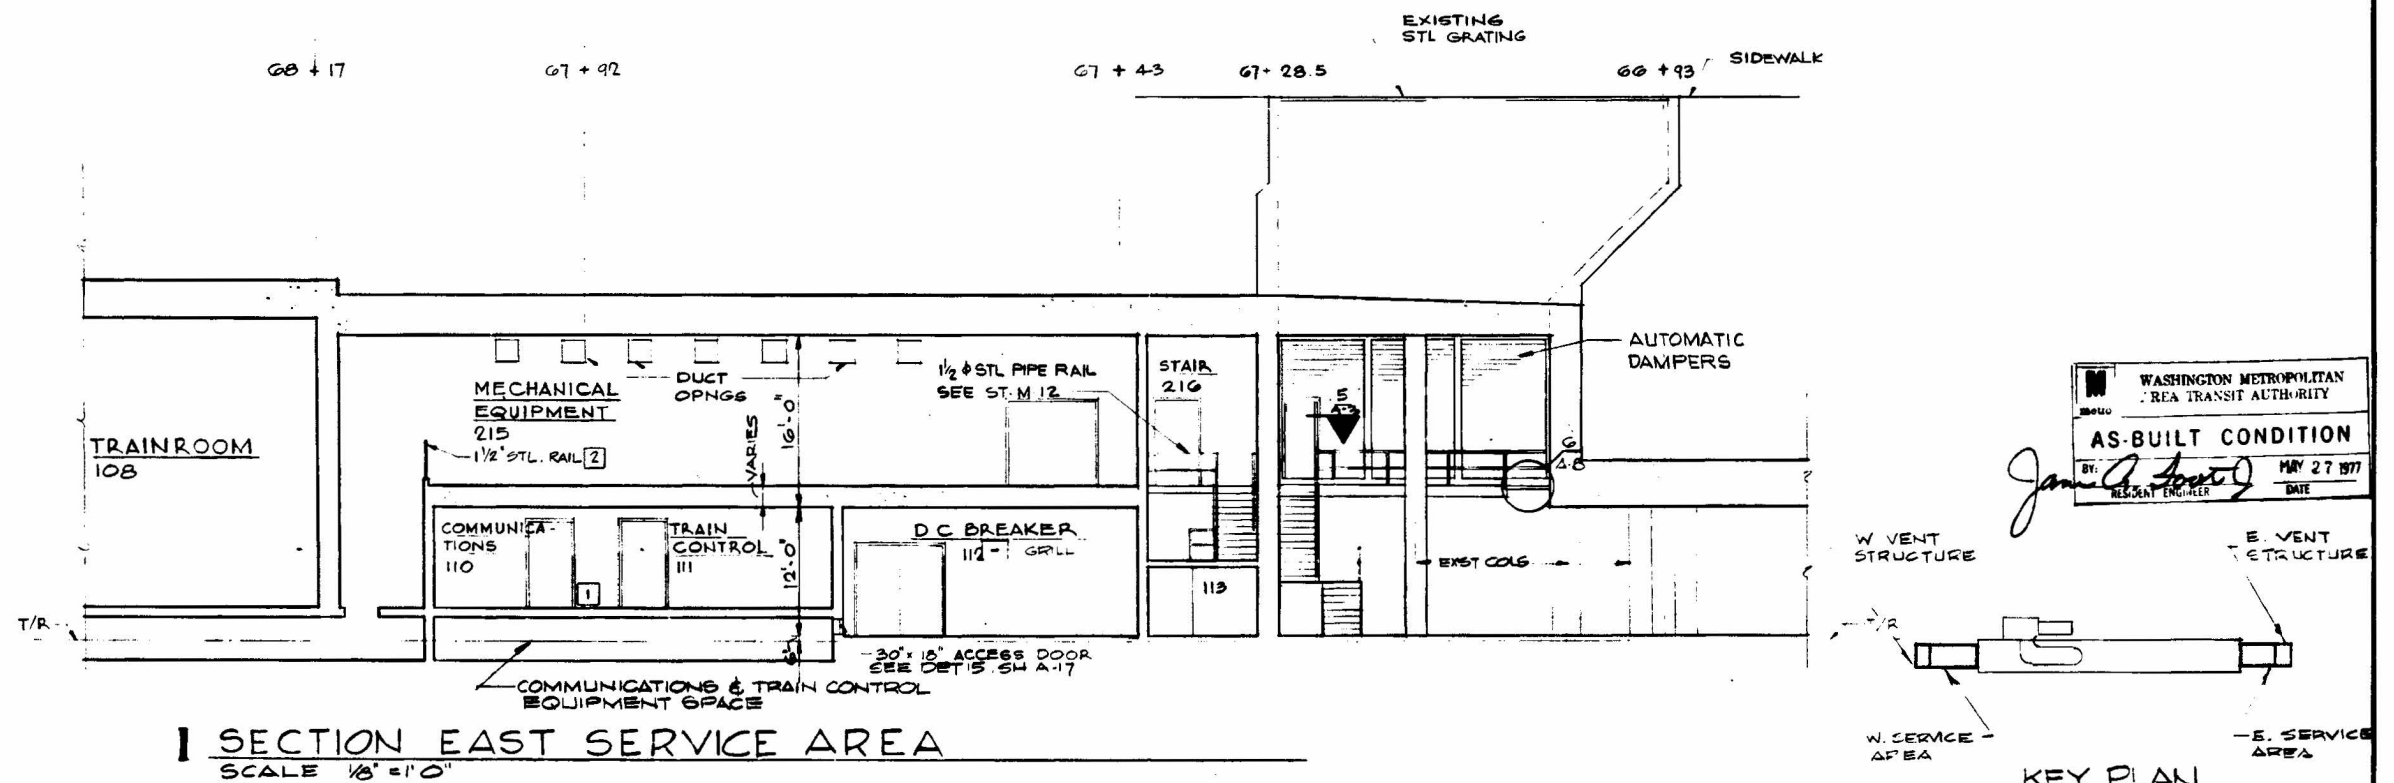 EXISTING
STL GRATING
SIDEWALK
68 + 17
67 + 92
67 + 43
67+ 28.5
66 + 93
AUTOMATIC
DAMPERS
1½ ϕ STL PIPE RAIL
SEE ST. M 12
STAIR
216
DUCT
OPNGS
MECHANICAL
EQUIPMENT
215
1½" STL. RAIL 2
VARIES
16'-0"
TRAINROOM
108
5
6
A-8
COMMUNICA-
TIONS
110
TRAIN
CONTROL
111
1
12'-0"
D C BREAKER
112
GRILL
113
EXST COLS
T/R
T/R
30" x 18" ACCESS DOOR
SEE DET 15. SH A-17
COMMUNICATIONS & TRAIN CONTROL
EQUIPMENT SPACE
1 SECTION EAST SERVICE AREA
SCALE 1/8" = 1' 0"
M
metro
WASHINGTON METROPOLITAN
AREA TRANSIT AUTHORITY
AS-BUILT CONDITION
BY:
RESIDENT ENGINEER
MAY 27 1977
DATE
W VENT
STRUCTURE
E. VENT
STRUCTURE
W. SERVICE
AREA
E. SERVICE
AREA
KEY PLAN